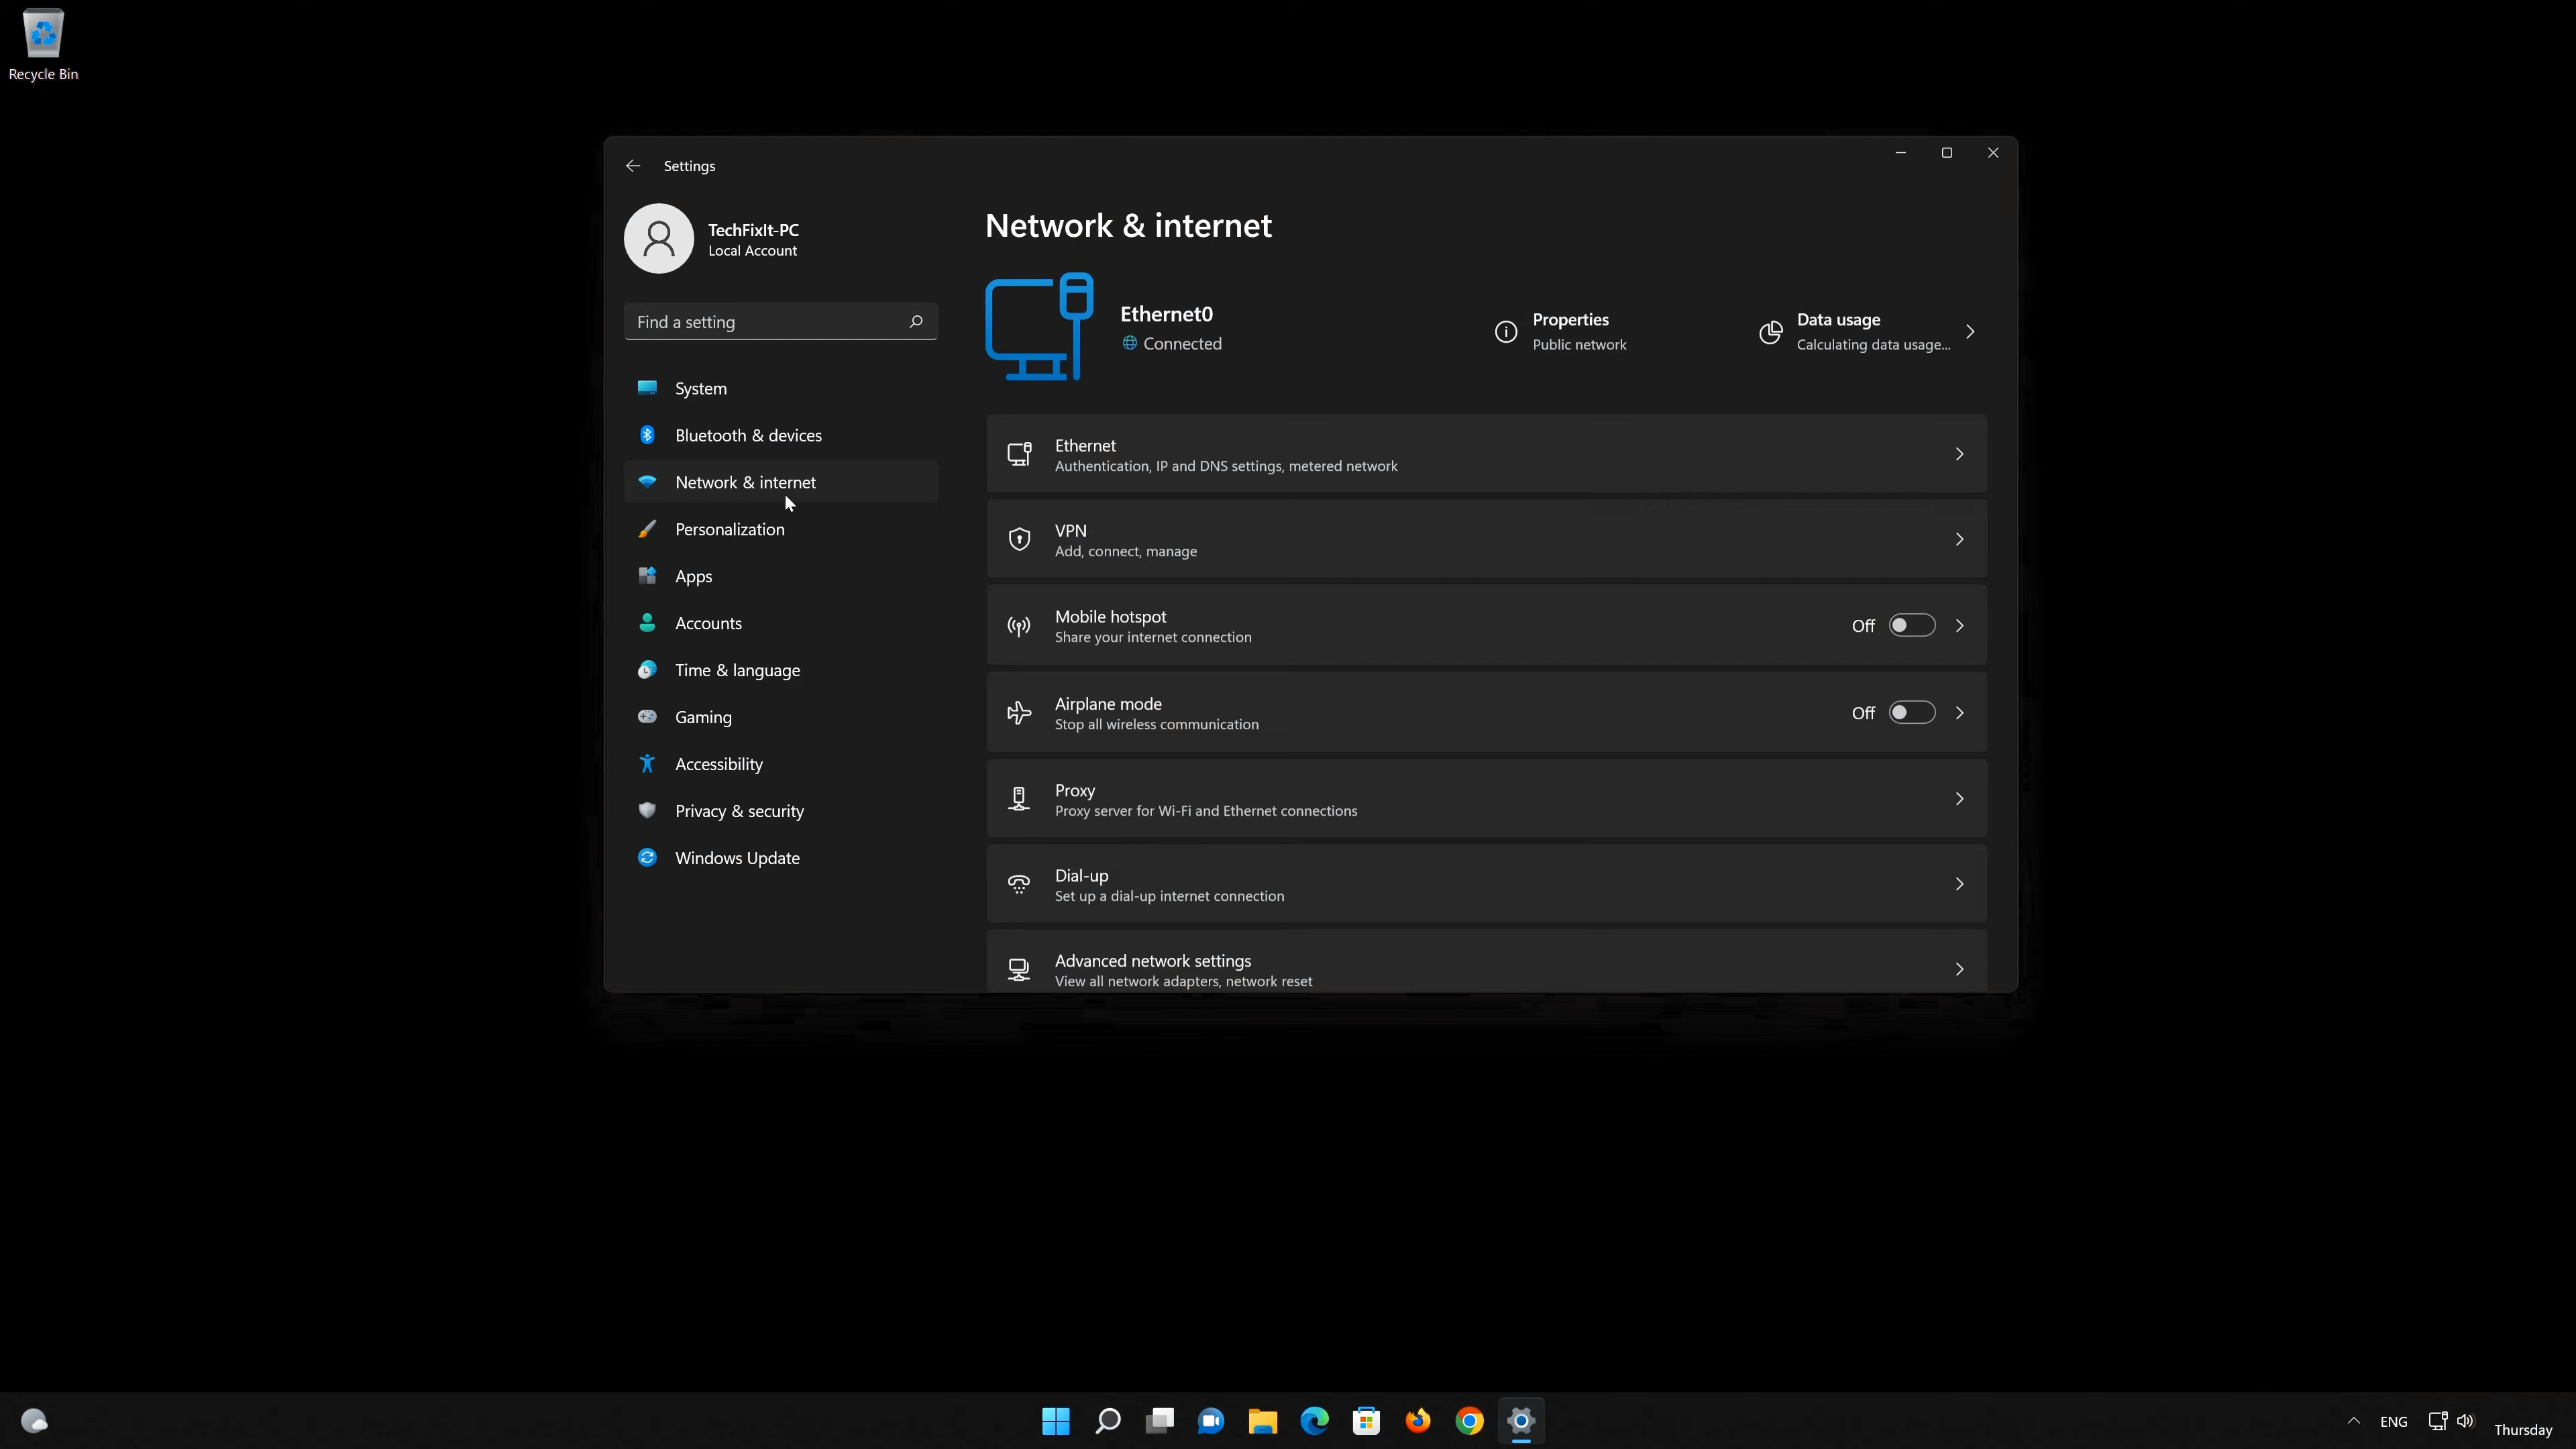 Recycle Bin
Settings
TechFixIt-PC
Local Account
Find a setting
System
Bluetooth & devices
Network & internet
Personalization
Apps
Accounts
Time & language
Gaming
Accessibility
Privacy & security
Windows Update
Network & internet
Ethernet0
Connected
Properties
Public network
Data usage
Calculating data usage...
Ethernet
Authentication, IP and DNS settings, metered network
VPN
Add, connect, manage
Mobile hotspot
Share your internet connection
Off
Airplane mode
Stop all wireless communication
Off
Proxy
Proxy server for Wi-Fi and Ethernet connections
Dial-up
Set up a dial-up internet connection
Advanced network settings
View all network adapters, network reset
ENG
Thursday